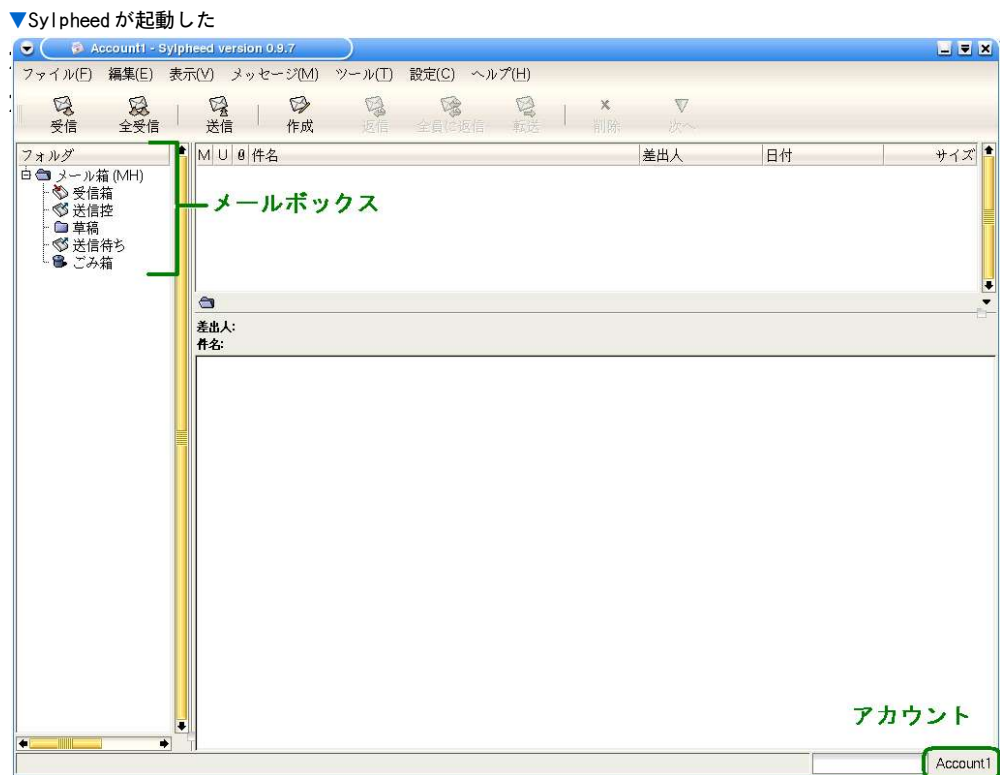 ▼Sylpheedが起動した
Account1 - Sylpheed version 0.9.7
ファイル(F) 編集(E) 表示(V) メッセージ(M) ツール(T) 設定(C) ヘルプ(H)
受信 全受信 送信 作成 返信 全員に返信 転送 削除 次へ
フォルダ M U 件名 差出人 日付 サイズ
メール箱 (MH)
受信箱
送信控
草稿
送信待ち
ごみ箱
メールボックス
差出人:
件名:
アカウント
Account1